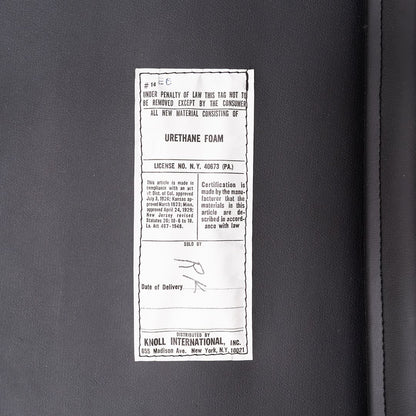 # 14 EC
UNDER PENALTY OF LAW THIS TAG NOT TO
BE REMOVED EXCEPT BY THE CONSUMER
ALL NEW MATERIAL CONSISTING OF
URETHANE FOAM
LICENSE NO. N.Y. 40673 (PA.)
This article is made in
compliance with an act
of Dist. of Col. approved
July 3, 1926; Kansas ap-
proved March 1923; Minn.
approved April 24, 1929;
New Jersey revised
Statutes 26: 10-6 to 18.
La. Act 467-1948.
Certification is
made by the manu-
facturer that the
materials in this
article are de-
scribed in accord-
ance with law
SOLD BY
RK
Date of Delivery
DISTRIBUTED BY
KNOLL INTERNATIONAL, INC.
655 Madison Ave. New York, N.Y. 10021